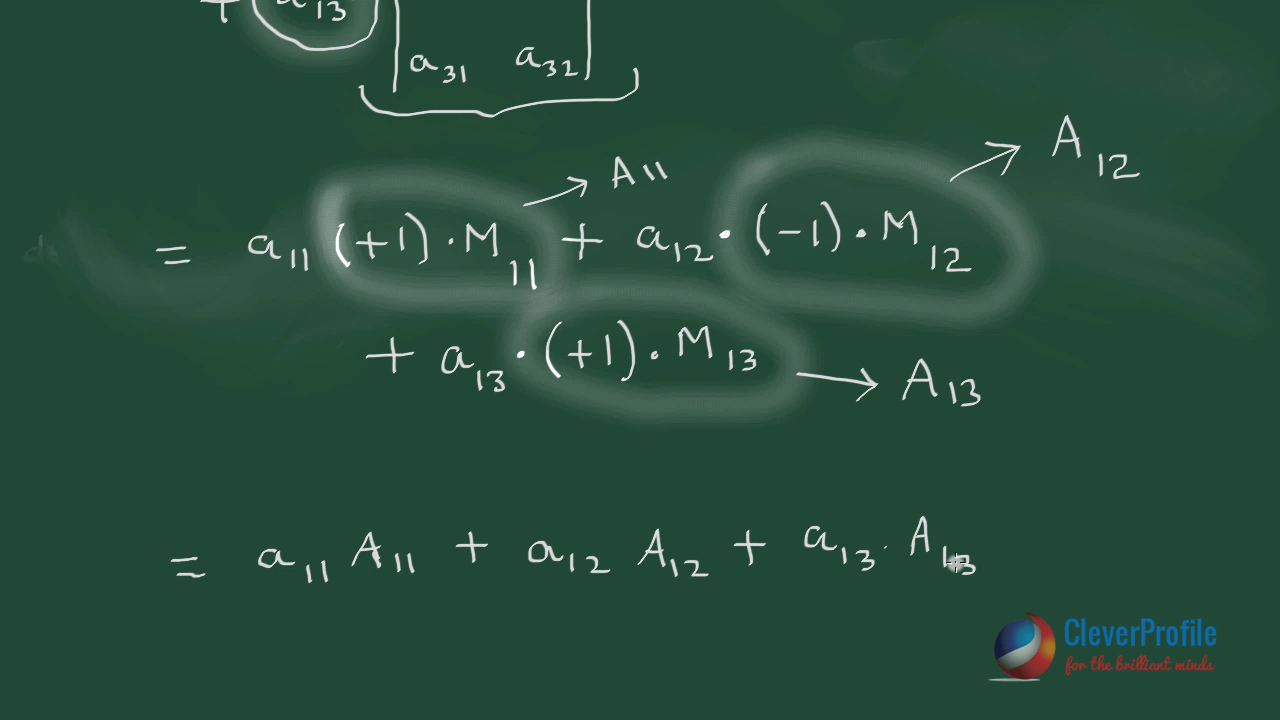 + a13
a31 a32
A11
A12
= a11 (+1) · M11 + a12 · (-1) · M12
+ a13 · (+1) · M13 → A13
= a11 A11 + a12 A12 + a13 · A13
CleverProfile
for the brilliant minds